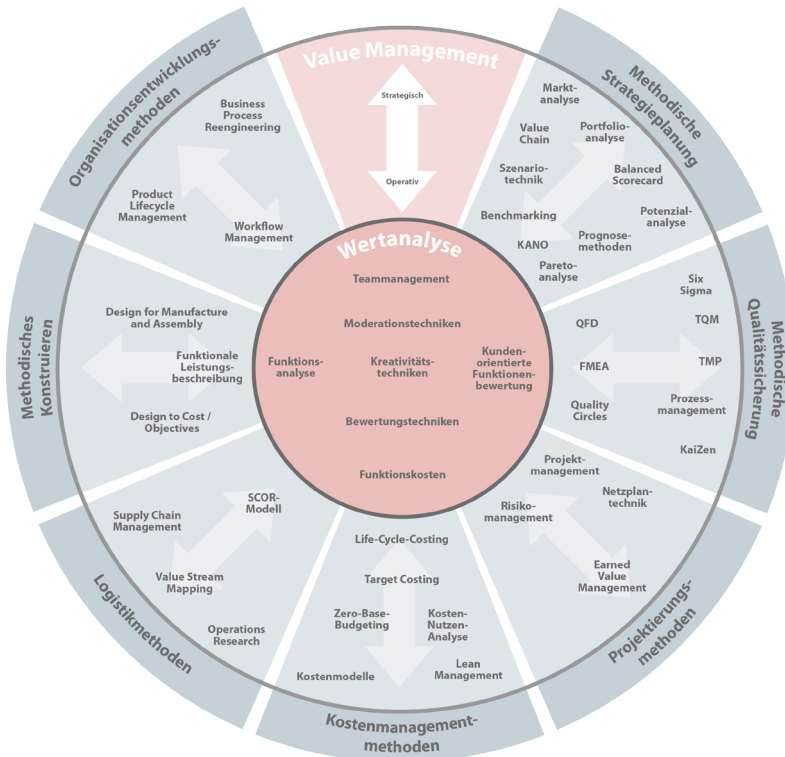 Value Management
Strategisch
Operativ
Wertanalyse
Teammanagement
Moderationstechniken
Funktions-
analyse
Kreativitäts-
techniken
Kunden-
orientierte
Funktionen-
bewertung
Bewertungstechniken
Funktionskosten
Methodische
Strategieplanung
Markt-
analyse
Value
Chain
Portfolio-
analyse
Szenario-
technik
Balanced
Scorecard
Benchmarking
Potenzial-
analyse
KANO
Prognose-
methoden
Pareto-
analyse
Methodische
Qualitätssicherung
Six
Sigma
QFD
TQM
FMEA
TMP
Quality
Circles
Prozess-
management
KaiZen
Projektierungs-
methoden
Projekt-
management
Netzplan-
technik
Risiko-
management
Earned
Value
Management
Kostenmanagement-
methoden
Life-Cycle-Costing
Target Costing
Zero-Base-
Budgeting
Kosten-
Nutzen-
Analyse
Kostenmodelle
Lean
Management
Logistikmethoden
SCOR-
Modell
Supply Chain
Management
Value Stream
Mapping
Operations
Research
Methodisches
Konstruieren
Design for Manufacture
and Assembly
Funktionale
Leistungs-
beschreibung
Design to Cost /
Objectives
Organisationsentwicklungs-
methoden
Business
Process
Reengineering
Product
Lifecycle
Management
Workflow
Management